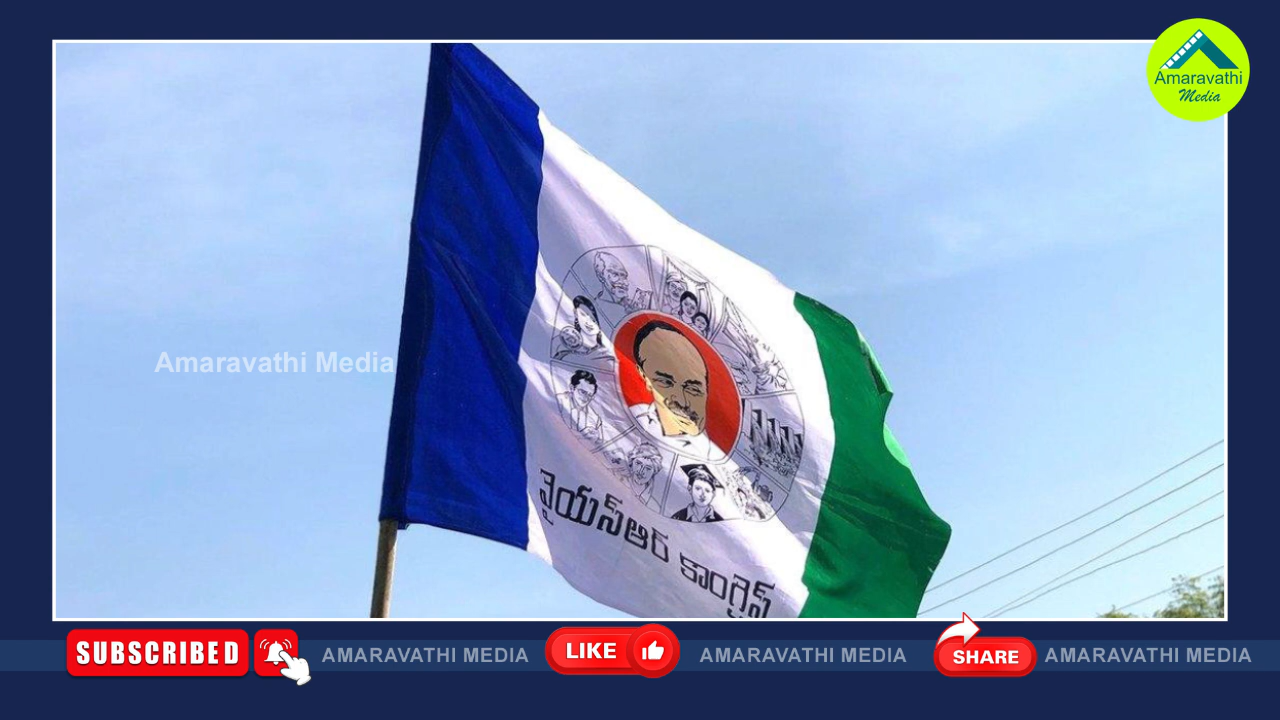 Amaravathi
Media
Amaravathi Media
వైయస్ఆర్ కాంగ్రెస్
SUBSCRIBED
AMARAVATHI MEDIA
LIKE
AMARAVATHI MEDIA
SHARE
AMARAVATHI MEDIA